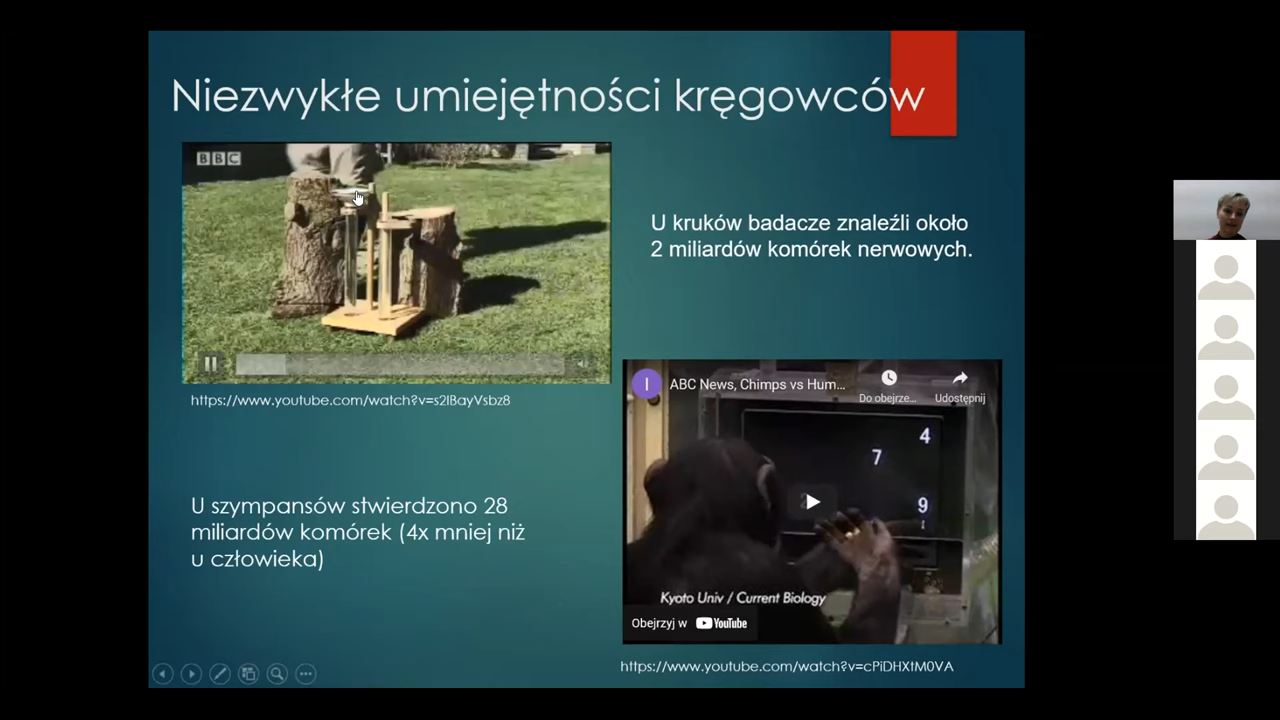 Niezwykłe umiejętności kręgowców
BBC
U kruków badacze znaleźli około
2 miliardów komórek nerwowych.
https://www.youtube.com/watch?v=s2IBayVsbz8
I ABC News, Chimps vs Hum...
Do obejrze... Udostępnij
4
7
9
Kyoto Univ / Current Biology
Obejrzyj w YouTube
U szympansów stwierdzono 28
miliardów komórek (4x mniej niż
u człowieka)
https://www.youtube.com/watch?v=cPiDHXtM0VA